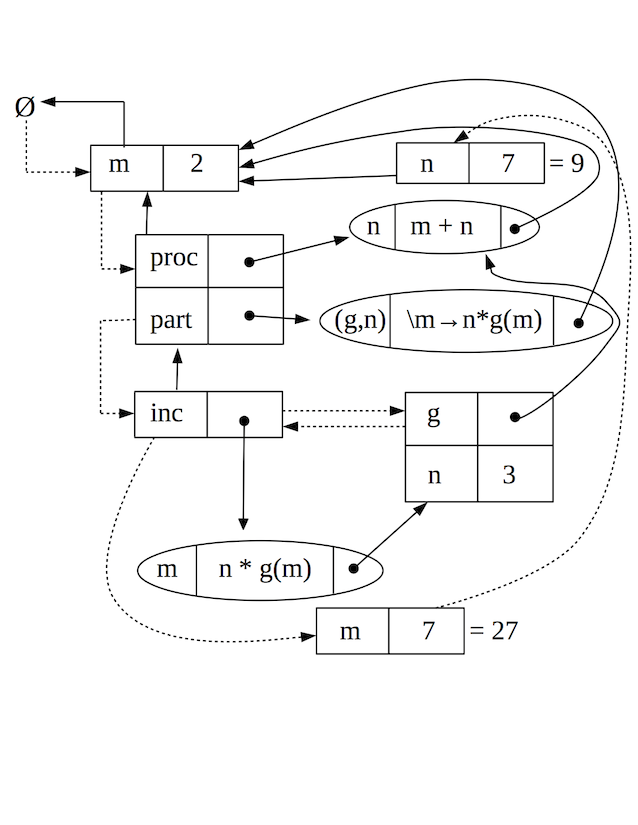 Ø
m 2
n 7 = 9
proc
n m + n
part
(g,n) \m→n*g(m)
inc
g
n 3
m n * g(m)
m 7 = 27